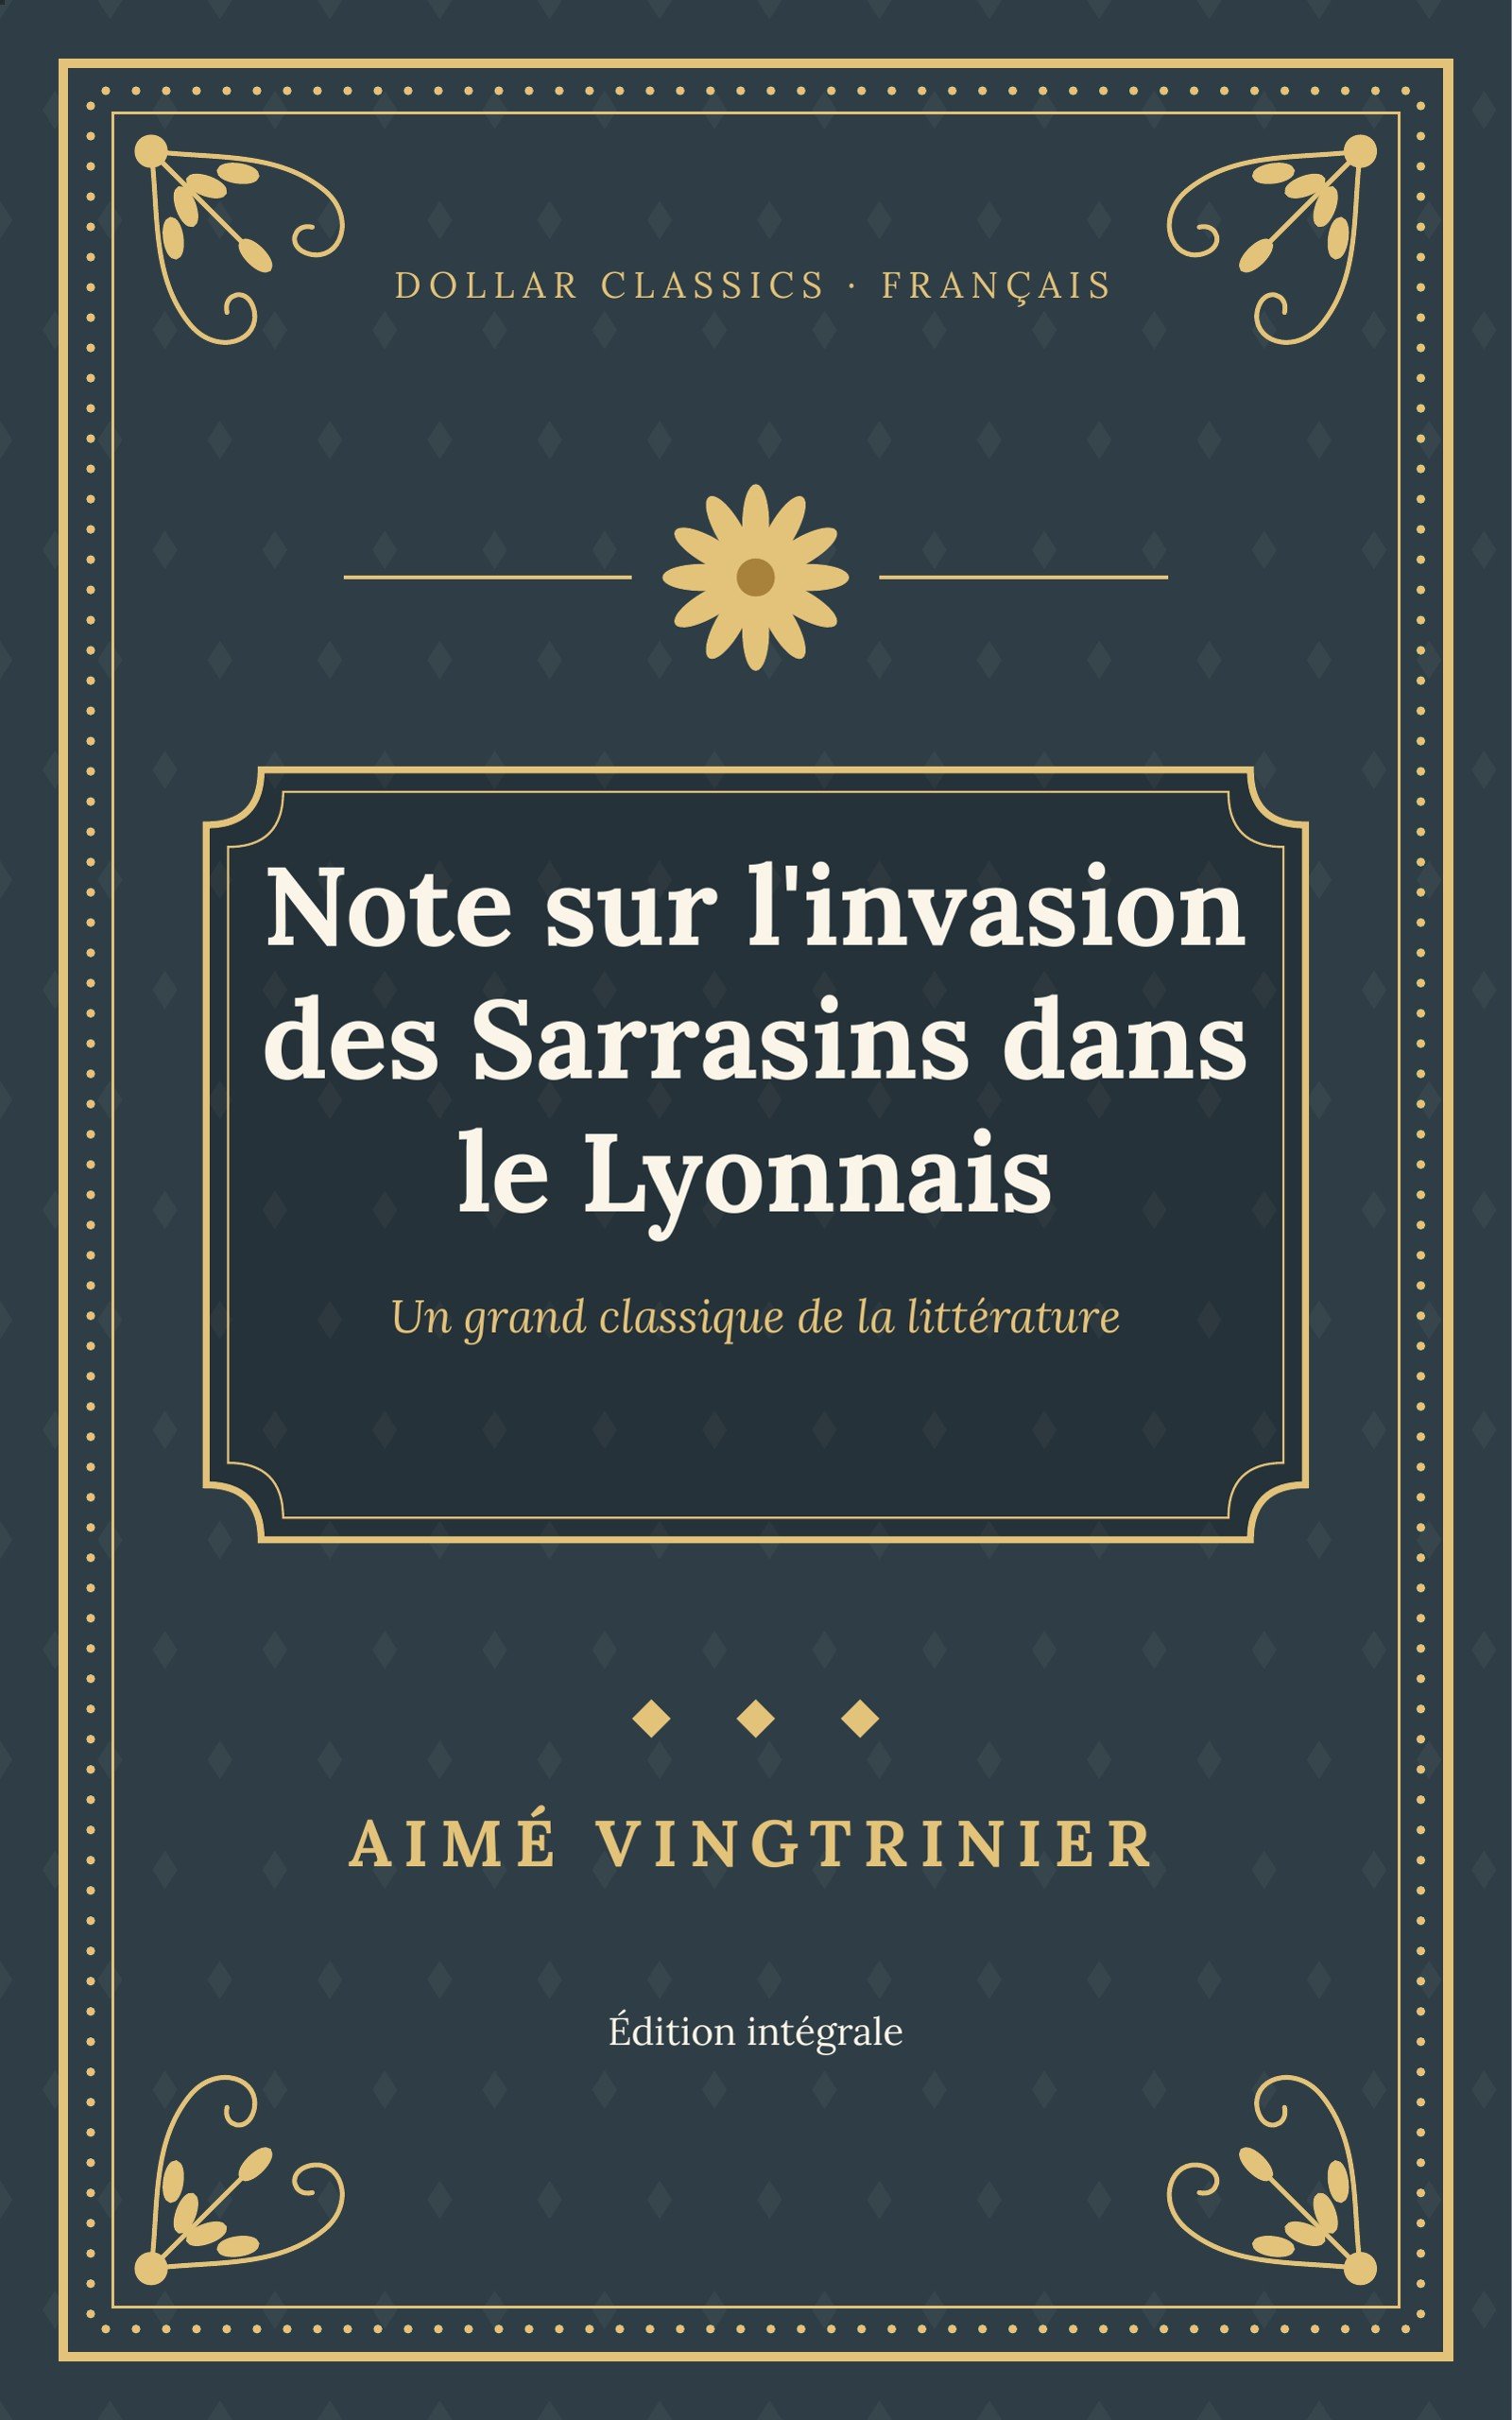 DOLLAR CLASSICS · FRANÇAIS
Note sur l'invasion
des Sarrasins dans
le Lyonnais
Un grand classique de la littérature
AIMÉ VINGTRINIER
Édition intégrale